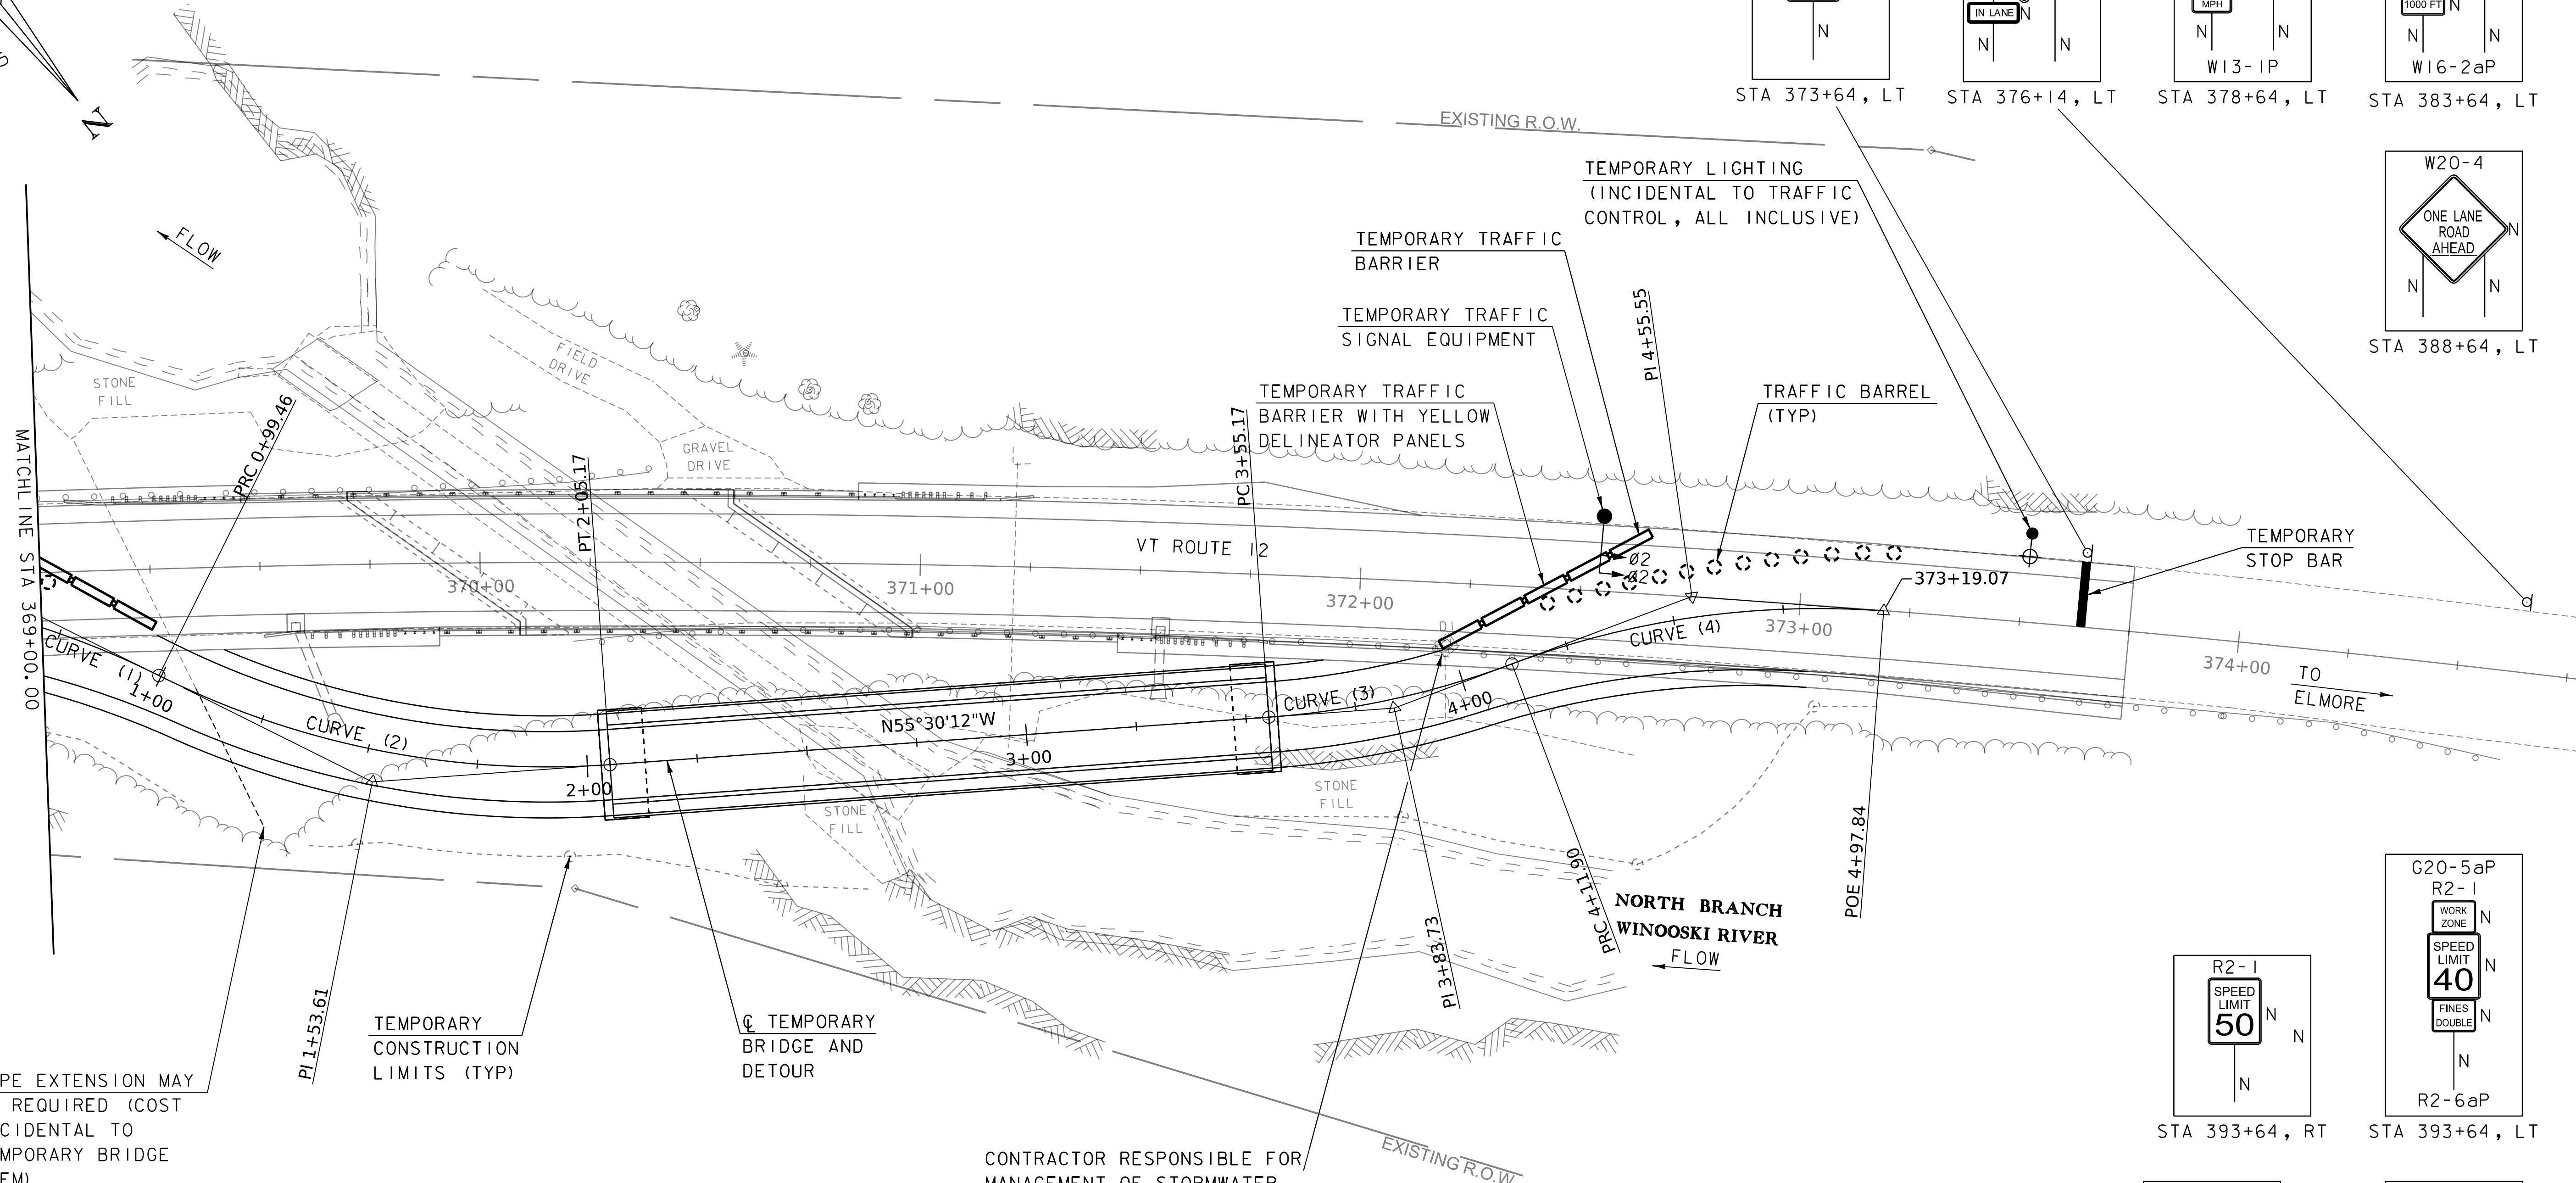 IN LANE
N
N
N
N
STA 373+64, LT
STA 376+14, LT
MPH
N
N
W13-1P
STA 378+64, LT
1000 FT
N
N
N
W16-2aP
STA 383+64, LT
N
EXISTING R.O.W.
W20-4
ONE LANE
ROAD
AHEAD
N
N
N
STA 388+64, LT
TEMPORARY LIGHTING
(INCIDENTAL TO TRAFFIC
CONTROL, ALL INCLUSIVE)
TEMPORARY TRAFFIC
BARRIER
TEMPORARY TRAFFIC
SIGNAL EQUIPMENT
TEMPORARY TRAFFIC
BARRIER WITH YELLOW
DELINEATOR PANELS
PI 4+55.55
TRAFFIC BARREL
(TYP)
FLOW
FIELD
DRIVE
STONE
FILL
GRAVEL
DRIVE
MATCHLINE STA 369+00.00
PRC 0+99.46
PT 2+05.17
PC 3+55.17
VT ROUTE 12
370+00
371+00
372+00
373+00
374+00
Ø2
Ø2
373+19.07
TEMPORARY
STOP BAR
TO
ELMORE
CURVE (1)
1+00
CURVE (2)
2+00
N55°30'12"W
3+00
CURVE (3)
4+00
CURVE (4)
STONE
FILL
STONE
FILL
PI 1+53.61
PI 3+83.73
PRC 4+11.90
POE 4+97.84
NORTH BRANCH
WINOOSKI RIVER
FLOW
TEMPORARY
CONSTRUCTION
LIMITS (TYP)
℄ TEMPORARY
BRIDGE AND
DETOUR
PE EXTENSION MAY
REQUIRED (COST
CIDENTAL TO
MPORARY BRIDGE
EM)
CONTRACTOR RESPONSIBLE FOR
MANAGEMENT OF STORMWATER
EXISTING R.O.W.
R2-1
SPEED
LIMIT
50
N
N
N
STA 393+64, RT
G20-5aP
R2-1
WORK
ZONE
N
SPEED
LIMIT
40
N
FINES
DOUBLE
N
N
R2-6aP
STA 393+64, LT